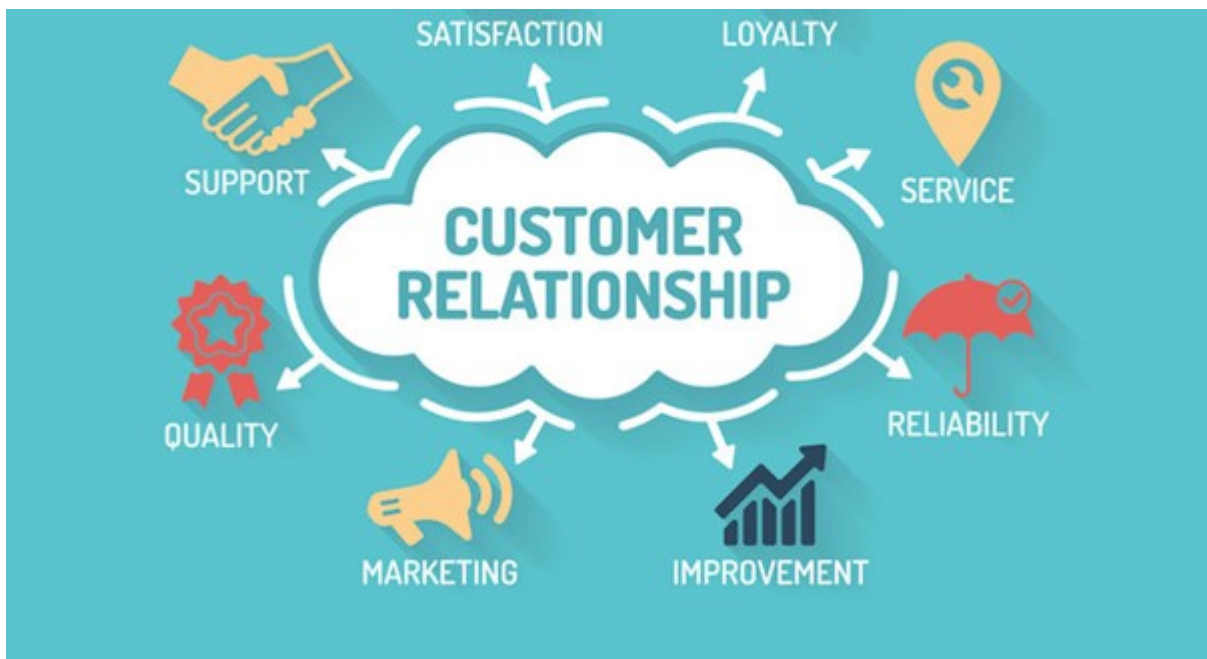 SATISFACTION
LOYALTY
SUPPORT
SERVICE
CUSTOMER
RELATIONSHIP
QUALITY
RELIABILITY
MARKETING
IMPROVEMENT